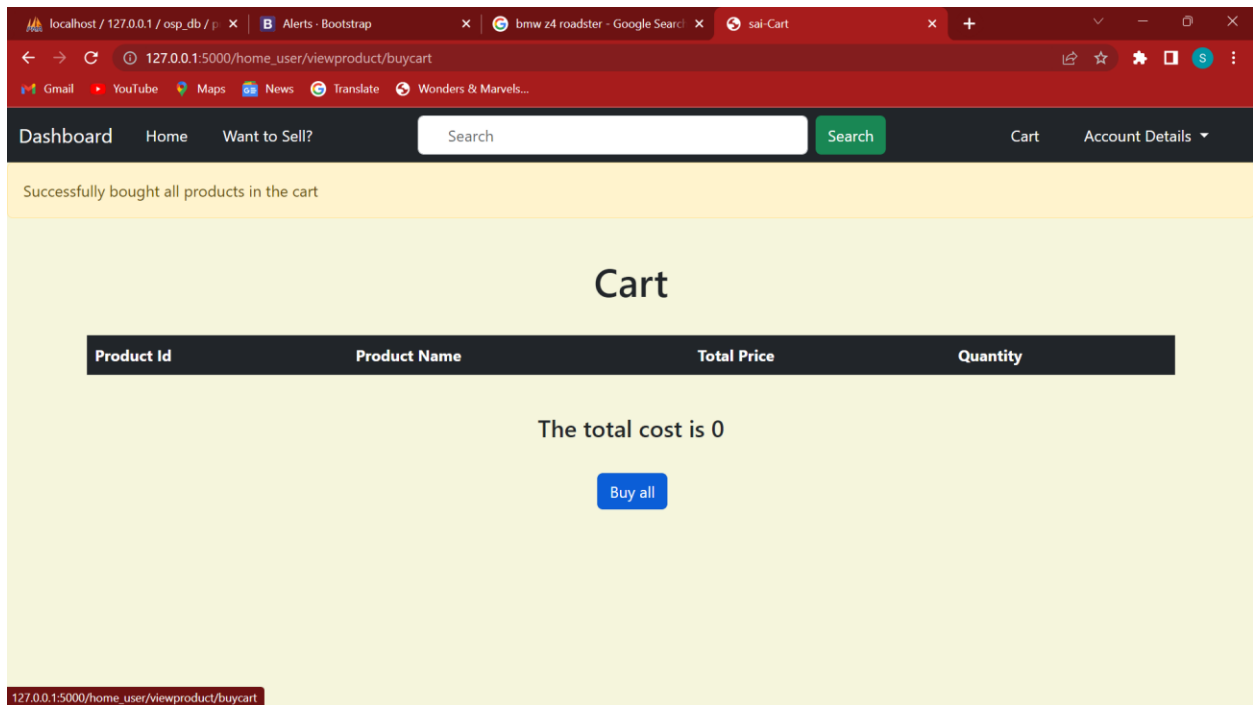 localhost / 127.0.0.1 / osp_db / p
B Alerts · Bootstrap
G bmw z4 roadster - Google Searc
sai-Cart
127.0.0.1:5000/home_user/viewproduct/buycart
S
Gmail YouTube Maps News Translate Wonders & Marvels...
Dashboard Home Want to Sell? Search Search Cart Account Details
Successfully bought all products in the cart
Cart
Product Id Product Name Total Price Quantity
The total cost is 0
Buy all
127.0.0.1:5000/home_user/viewproduct/buycart